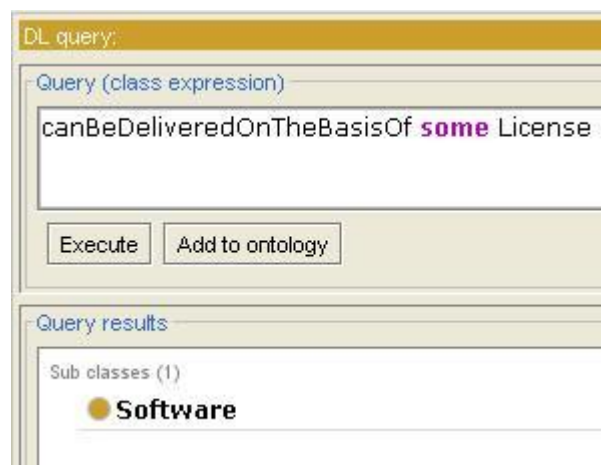 DL query:
Query (class expression)
canBeDeliveredOnTheBasisOf some License
Execute Add to ontology
Query results
Sub classes (1)
Software